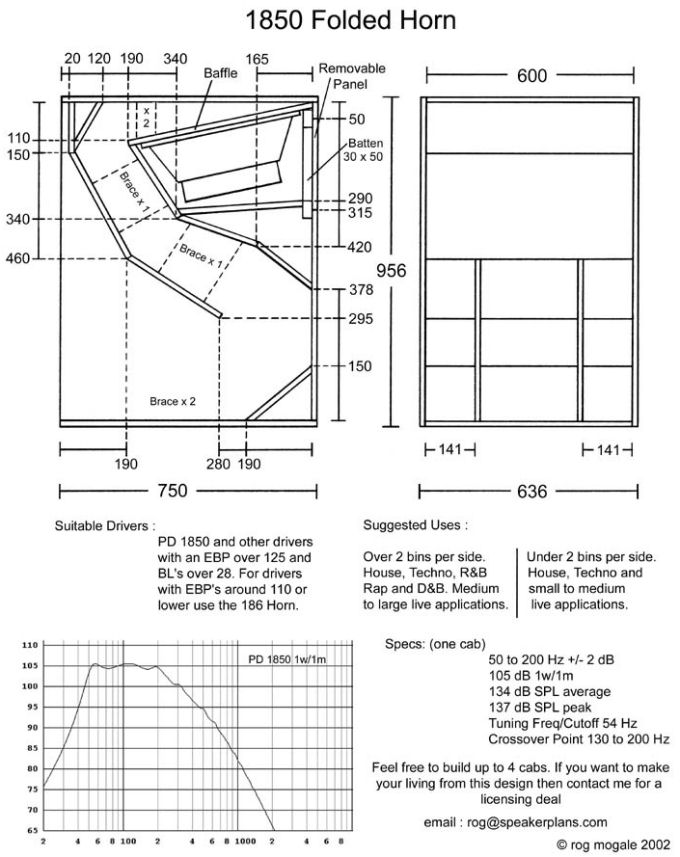 1850 Folded Horn
20 120 190 340 165
Baffle
Removable
Panel
600
x
2
50
110
150
Batten
30 x 50
Brace x 1
290
315
340
420
Brace x 1
460
956
378
295
150
Brace x 2
190 280 190
141 141
750
636
Suitable Drivers :
PD 1850 and other drivers
with an EBP over 125 and
BL's over 28. For drivers
with EBP's around 110 or
lower use the 186 Horn.
Suggested Uses :
Over 2 bins per side.
House, Techno, R&B
Rap and D&B. Medium
to large live applications.
Under 2 bins per side.
House, Techno and
small to medium
live applications.
110
105
100
95
90
85
80
75
70
65
PD 1850 1w/1m
2 4 6 8 100 2 4 6 8 1000 2 4 6 8
Specs: (one cab)
50 to 200 Hz +/- 2 dB
105 dB 1w/1m
134 dB SPL average
137 dB SPL peak
Tuning Freq/Cutoff 54 Hz
Crossover Point 130 to 200 Hz
Feel free to build up to 4 cabs. If you want to make
your living from this design then contact me for a
licensing deal
email : rog@speakerplans.com
© rog mogale 2002